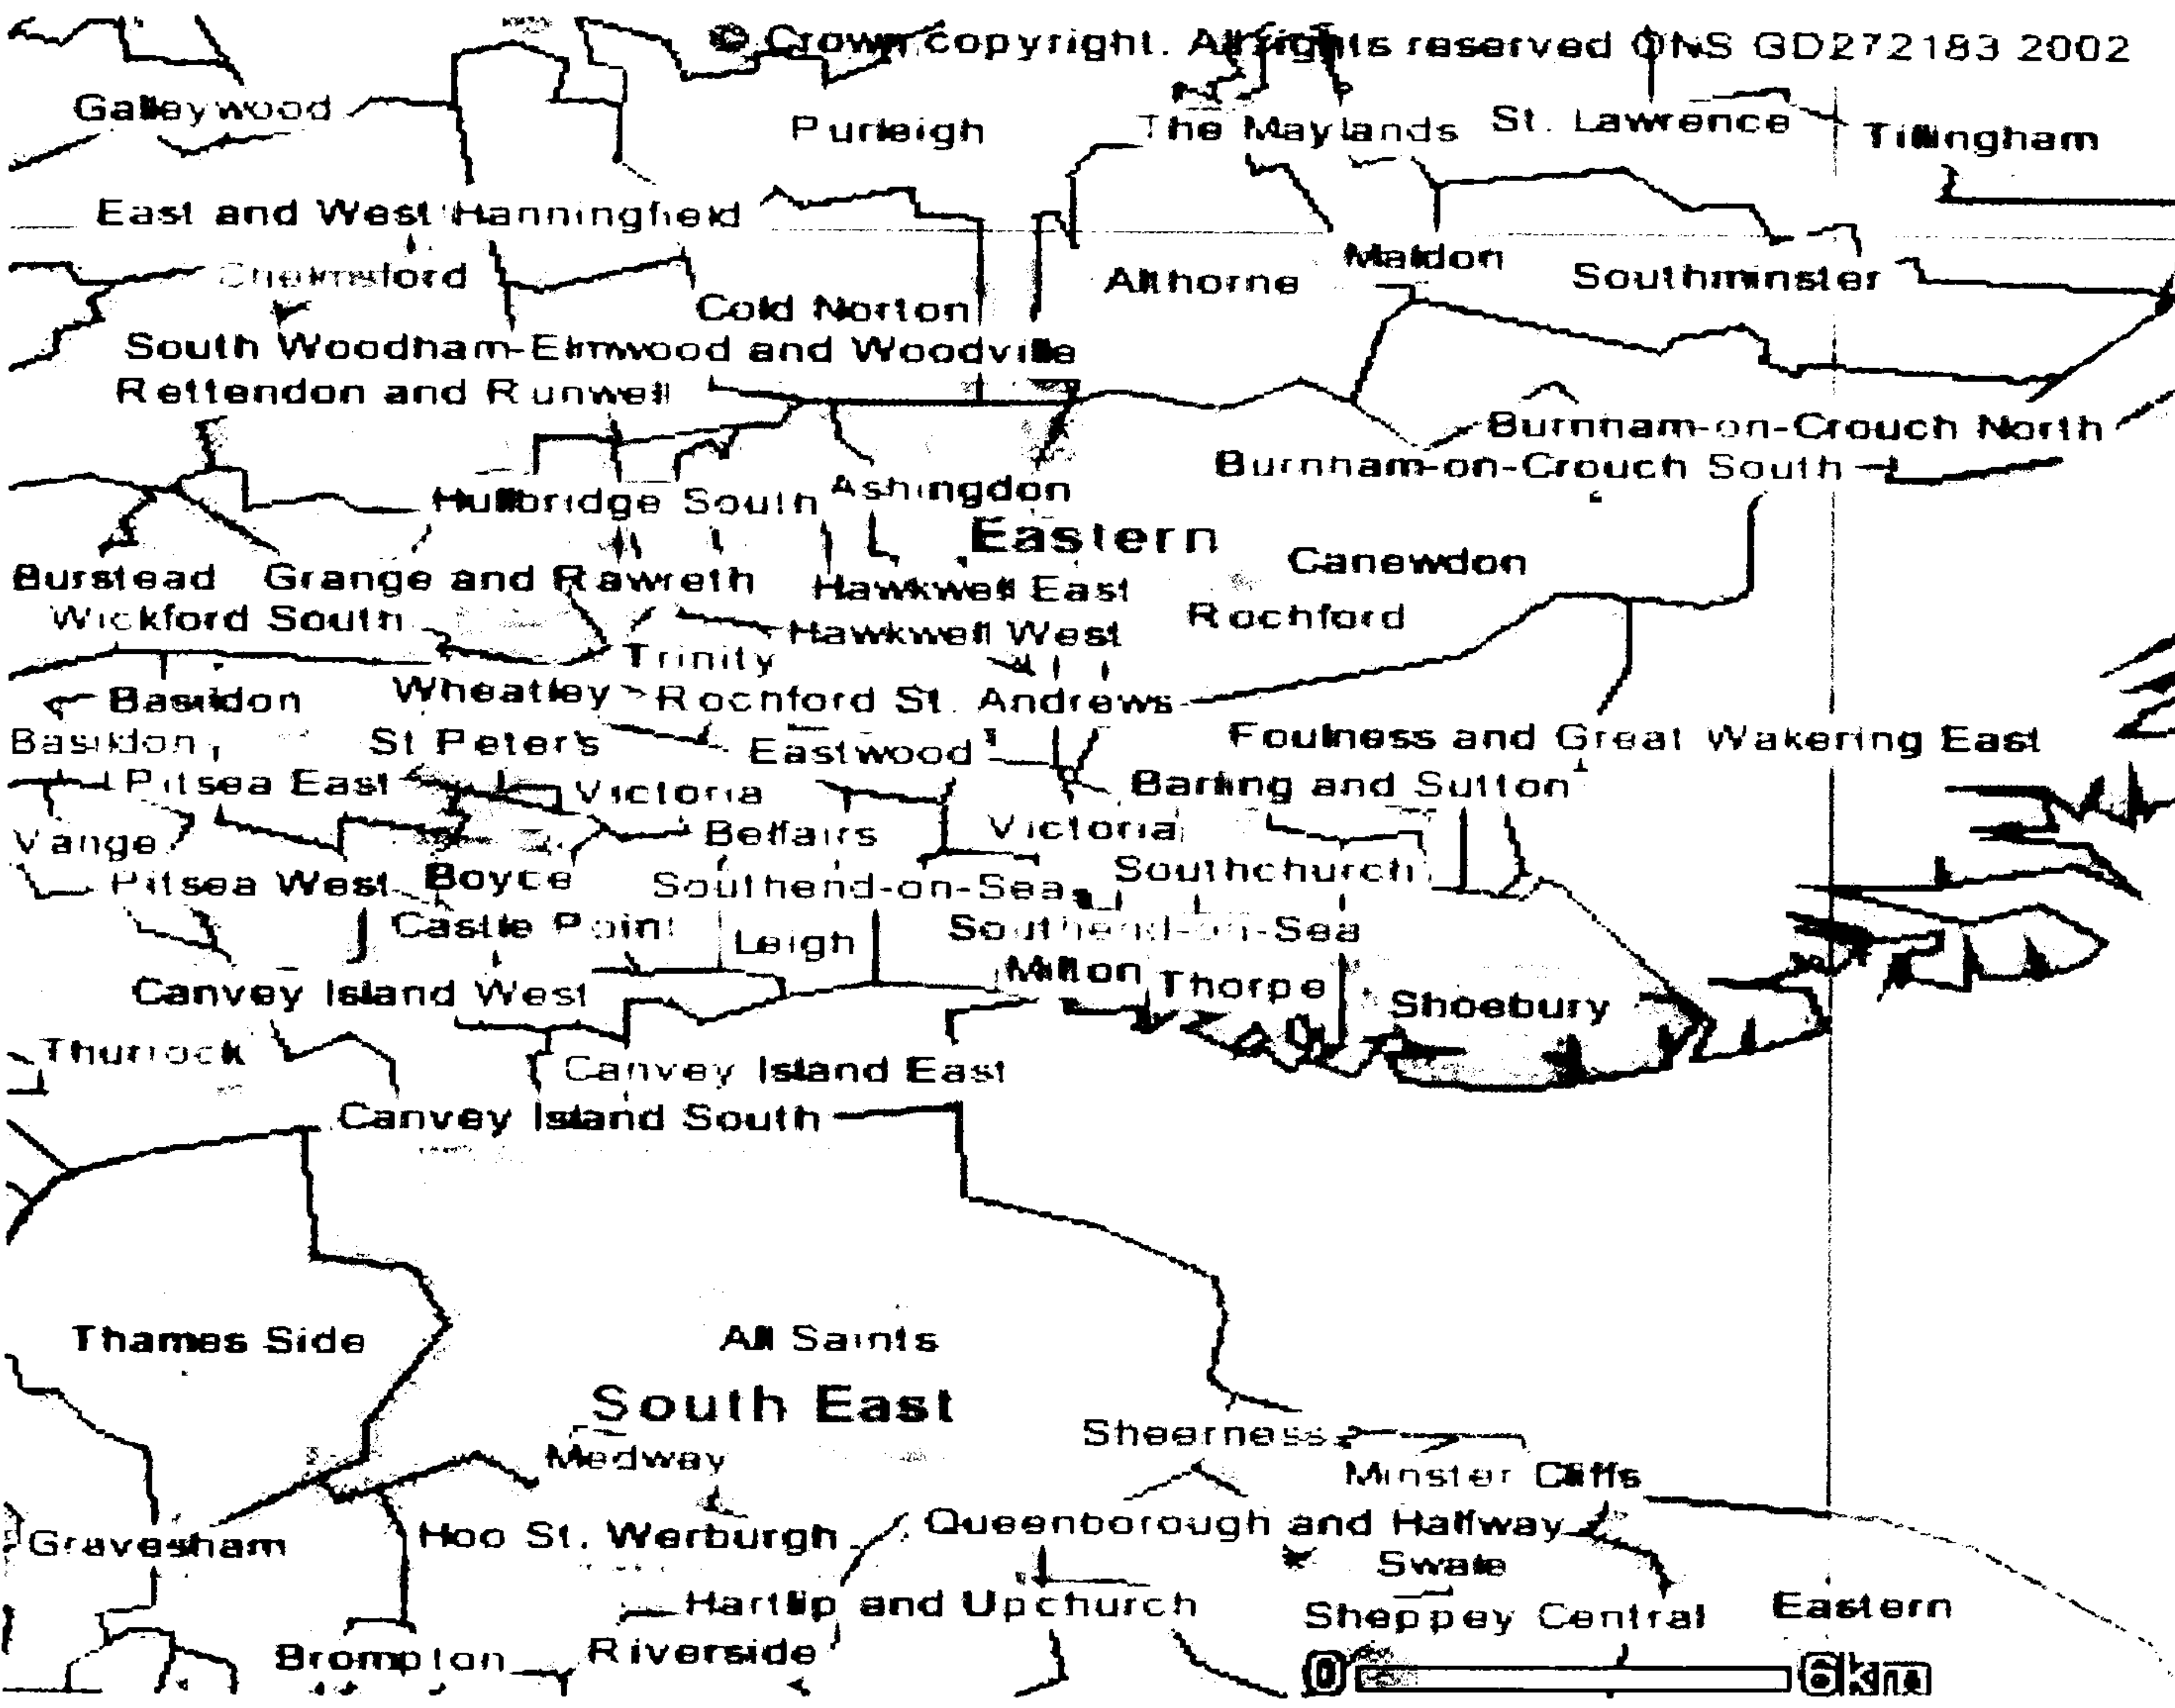 © Crown copyright. All rights reserved ONS GD272183 2002
Galleywood
Purleigh
The Maylands
St. Lawrence
Tillingham
East and West Hanningfield
Chelmsford
Cold Norton
Althorne
Maldon
Southminster
South Woodham-Elmwood and Woodville
Rettendon and Runwell
Burnham-on-Crouch North
Burnham-on-Crouch South
Hullbridge South
Ashingdon
Eastern
Canewdon
Burstead
Grange and Rawreth
Hawkwell East
Wickford South
Hawkwell West
Rochford
Trinity
Basildon
Wheatley
Rochford St. Andrews
Basildon
St Peter's
Eastwood
Foulness and Great Wakering East
Pitsea East
Victoria
Barling and Sutton
Vange
Belfairs
Victoria
Pitsea West
Boyce
Southend-on-Sea
Southchurch
Castle Point
Leigh
Southend-on-Sea
Canvey Island West
Milton
Thorpe
Shoebury
Thurrock
Canvey Island East
Canvey Island South
Thames Side
All Saints
South East
Medway
Sheerness
Minster Cliffs
Gravesham
Hoo St. Werburgh
Queenborough and Halfway
Swale
Hartlip and Upchurch
Sheppey Central
Eastern
Brompton
Riverside
0 6km